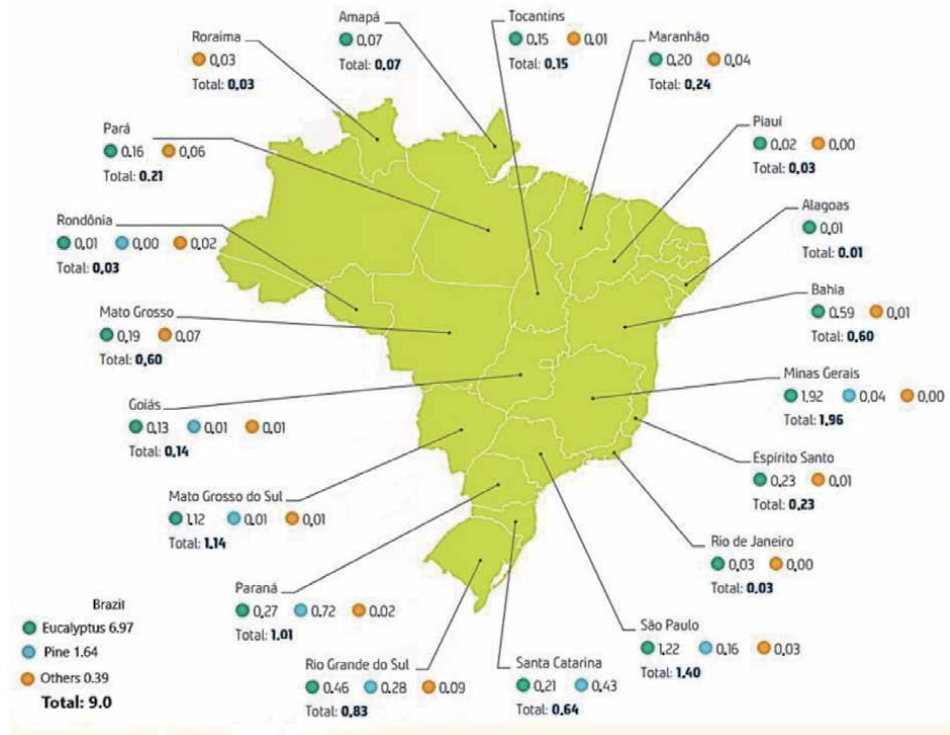 Amapá
0,07
Total: 0,07
Tocantins
0,15 0,01
Total: 0,15
Roraima
0,03
Total: 0,03
Maranhão
0,20 0,04
Total: 0,24
Pará
0,16 0,06
Total: 0,21
Piauí
0,02 0,00
Total: 0,03
Rondônia
0,01 0,00 0,02
Total: 0,03
Alagoas
0,01
Total: 0,01
Mato Grosso
0,19 0,07
Total: 0,60
Bahia
0,59 0,01
Total: 0,60
Goiás
0,13 0,01 0,01
Total: 0,14
Minas Gerais
1,92 0,04 0,00
Total: 1,96
Mato Grosso do Sul
1,12 0,01 0,01
Total: 1,14
Espírito Santo
0,23 0,01
Total: 0,23
Paraná
0,27 0,72 0,02
Total: 1,01
Rio de Janeiro
0,03 0,00
Total: 0,03
São Paulo
1,22 0,16 0,03
Total: 1,40
Rio Grande do Sul
0,46 0,28 0,09
Total: 0,83
Santa Catarina
0,21 0,43
Total: 0,64
Brazil
Eucalyptus 6.97
Pine 1.64
Others 0.39
Total: 9.0